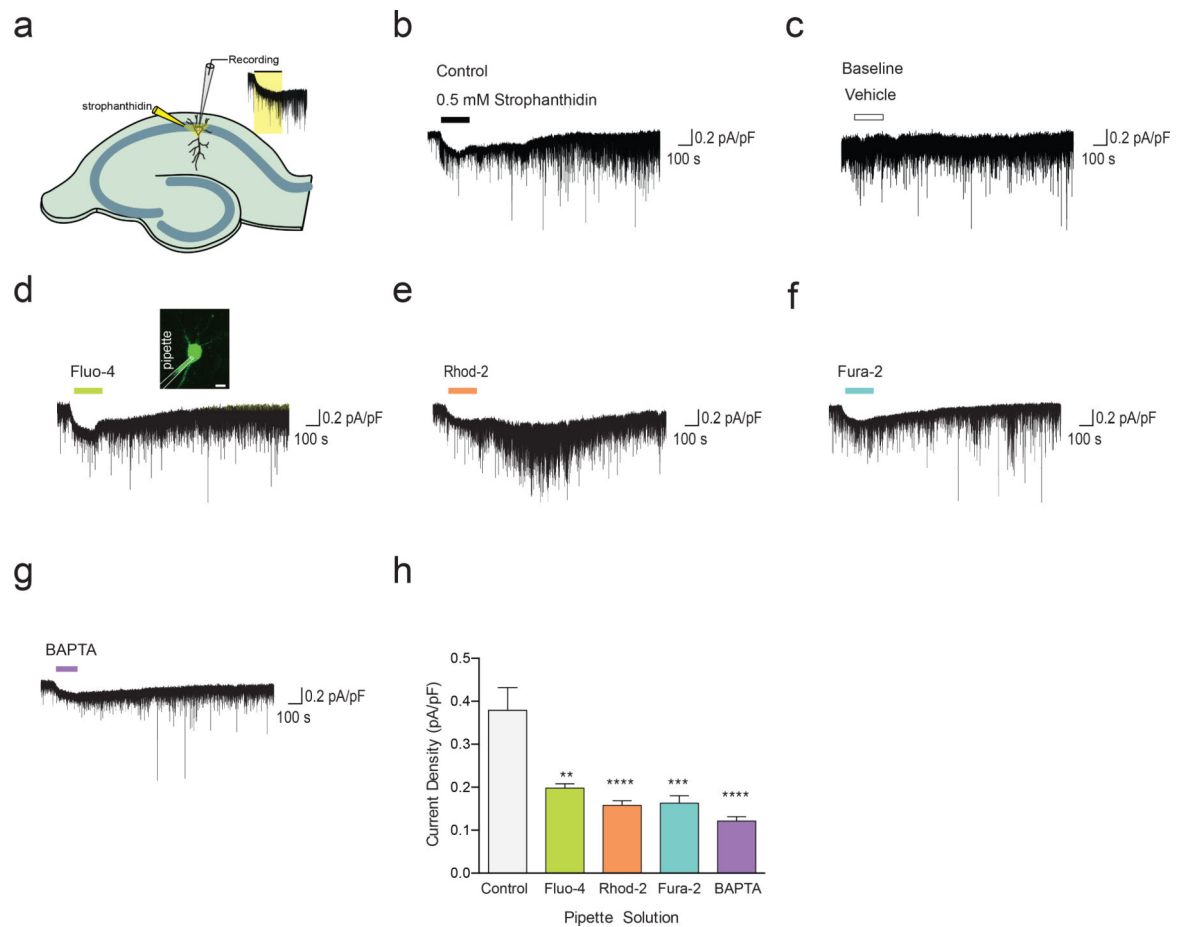 a
Recording
strophanthidin
b
Control
0.5 mM Strophanthidin
0.2 pA/pF
100 s
c
Baseline
Vehicle
0.2 pA/pF
100 s
d
pipette
Fluo-4
0.2 pA/pF
100 s
e
Rhod-2
0.2 pA/pF
100 s
f
Fura-2
0.2 pA/pF
100 s
g
BAPTA
0.2 pA/pF
100 s
h
Current Density (pA/pF)
0.5
0.4
0.3
0.2
0.1
0.0
** **** *** ****
Control Fluo-4 Rhod-2 Fura-2 BAPTA
Pipette Solution